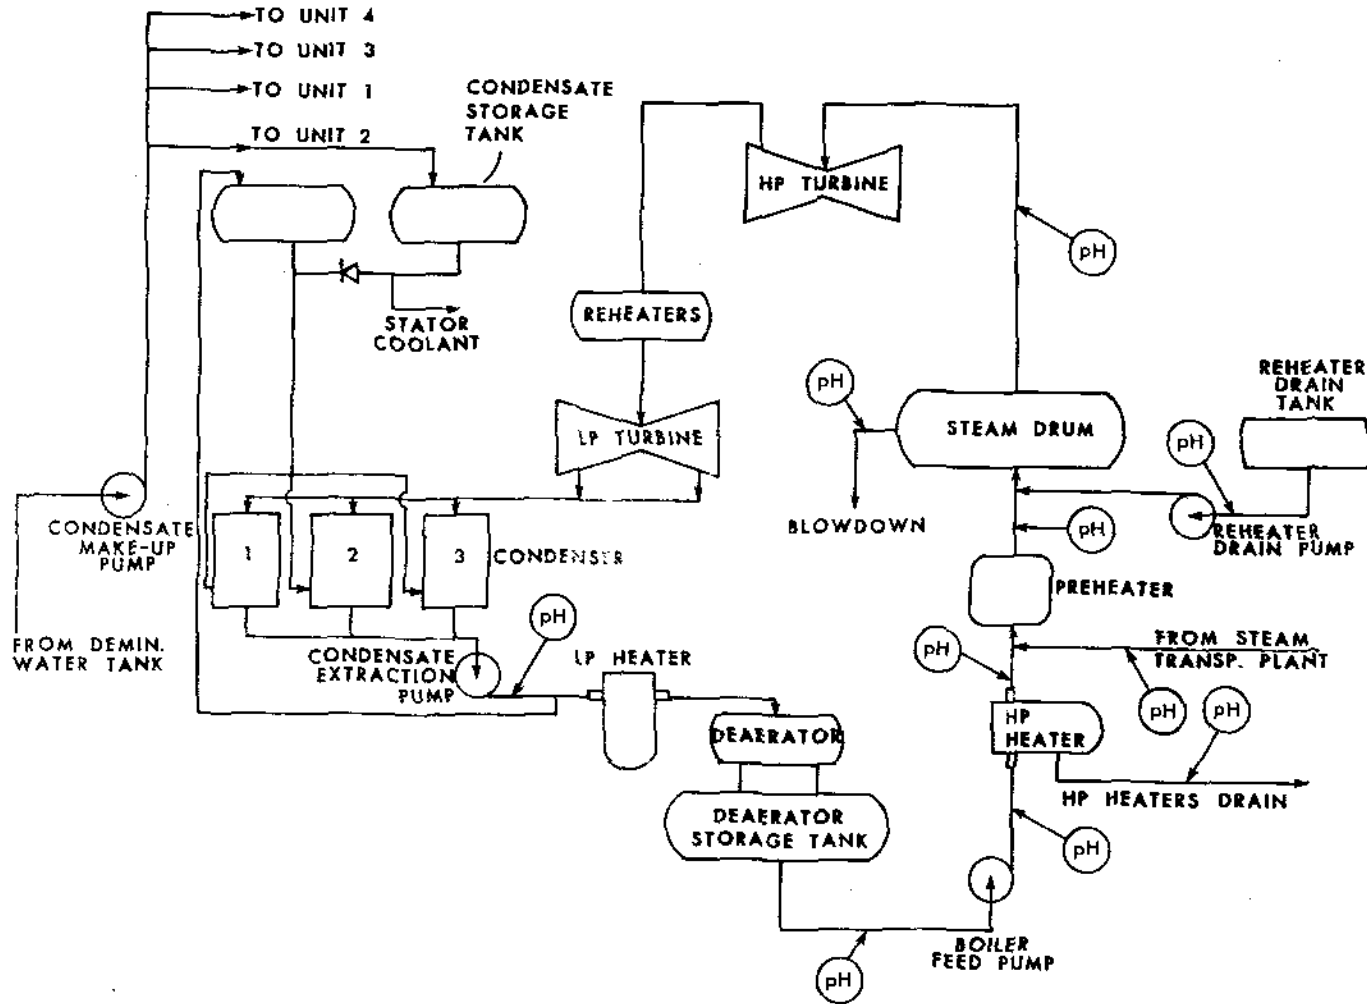 TO UNIT 4
TO UNIT 3
TO UNIT 1
TO UNIT 2
CONDENSATE
STORAGE
TANK
HP TURBINE
pH
STATOR
COOLANT
REHEATERS
pH
REHEATER
DRAIN
TANK
LP TURBINE
STEAM DRUM
pH
CONDENSATE
MAKE-UP
PUMP
BLOWDOWN
pH
REHEATER
DRAIN PUMP
1
2
3
CONDENSER
PREHEATER
pH
FROM DEMIN.
WATER TANK
CONDENSATE
EXTRACTION
PUMP
LP HEATER
pH
FROM STEAM
TRANSP. PLANT
pH
pH
DEAERATOR
HP
HEATER
HP HEATERS DRAIN
DEAERATOR
STORAGE TANK
pH
BOILER
FEED PUMP
pH